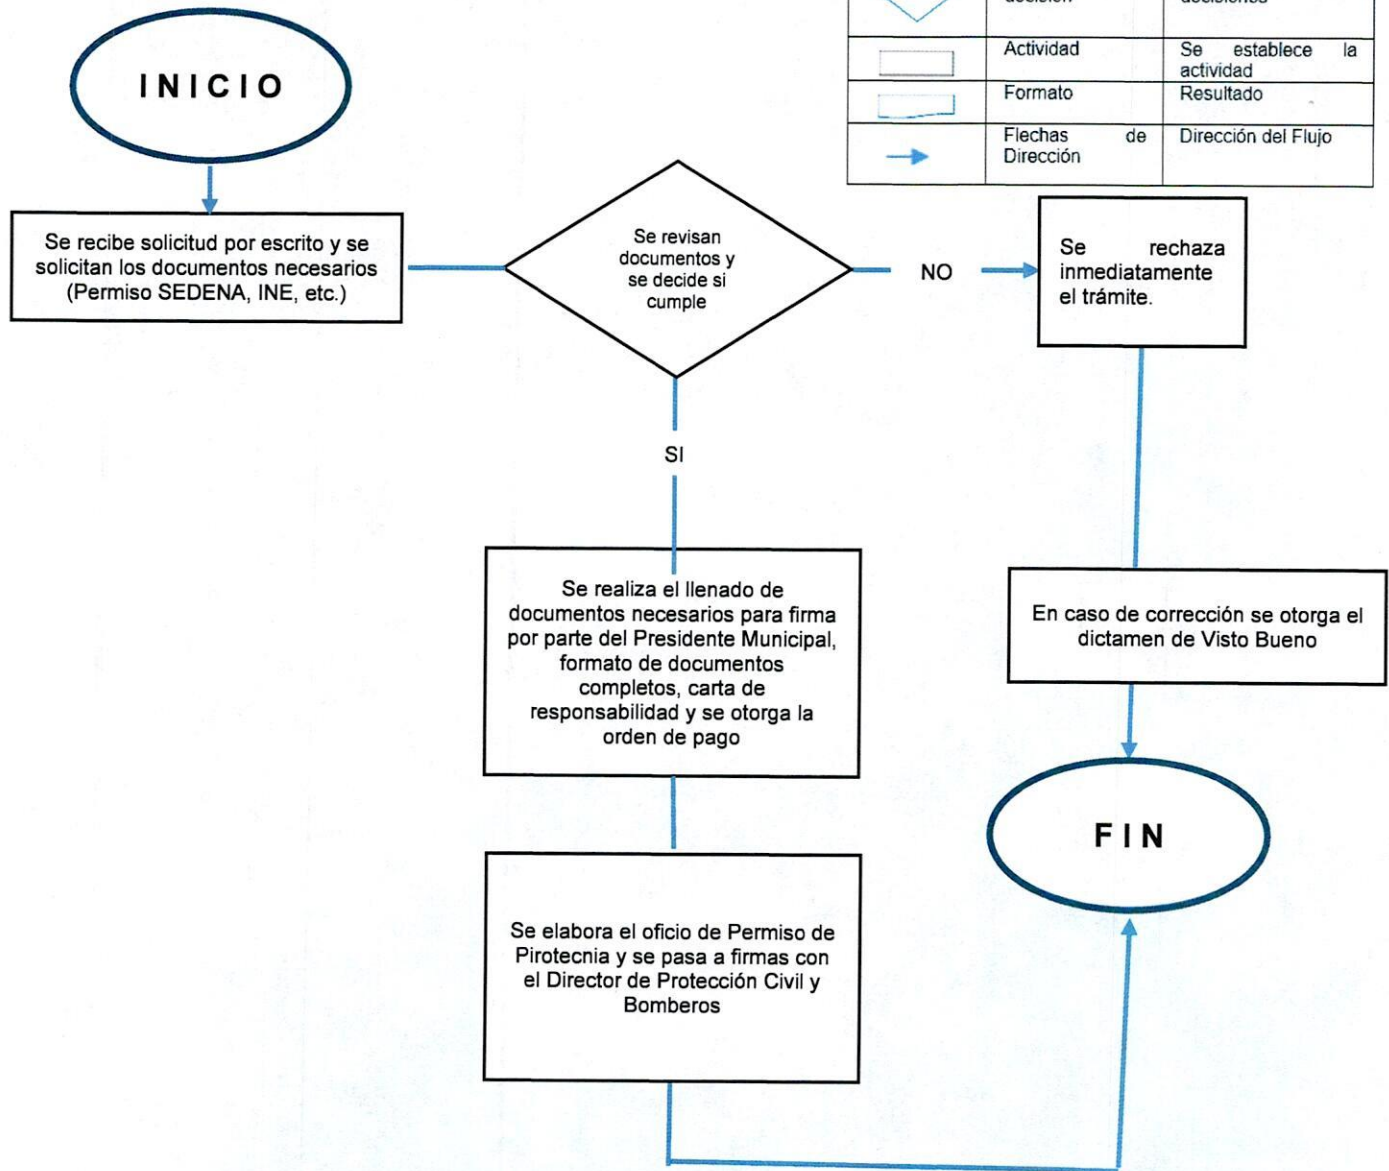 decisión
decisiones
Actividad
Se establece la
actividad
Formato
Resultado
Flechas de
Dirección
Dirección del Flujo
I N I C I O
Se recibe solicitud por escrito y se
solicitan los documentos necesarios
(Permiso SEDENA, INE, etc.)
Se revisan
documentos y
se decide si
cumple
NO
Se rechaza
inmediatamente
el trámite.
SI
Se realiza el llenado de
documentos necesarios para firma
por parte del Presidente Municipal,
formato de documentos
completos, carta de
responsabilidad y se otorga la
orden de pago
En caso de corrección se otorga el
dictamen de Visto Bueno
Se elabora el oficio de Permiso de
Pirotecnia y se pasa a firmas con
el Director de Protección Civil y
Bomberos
F I N